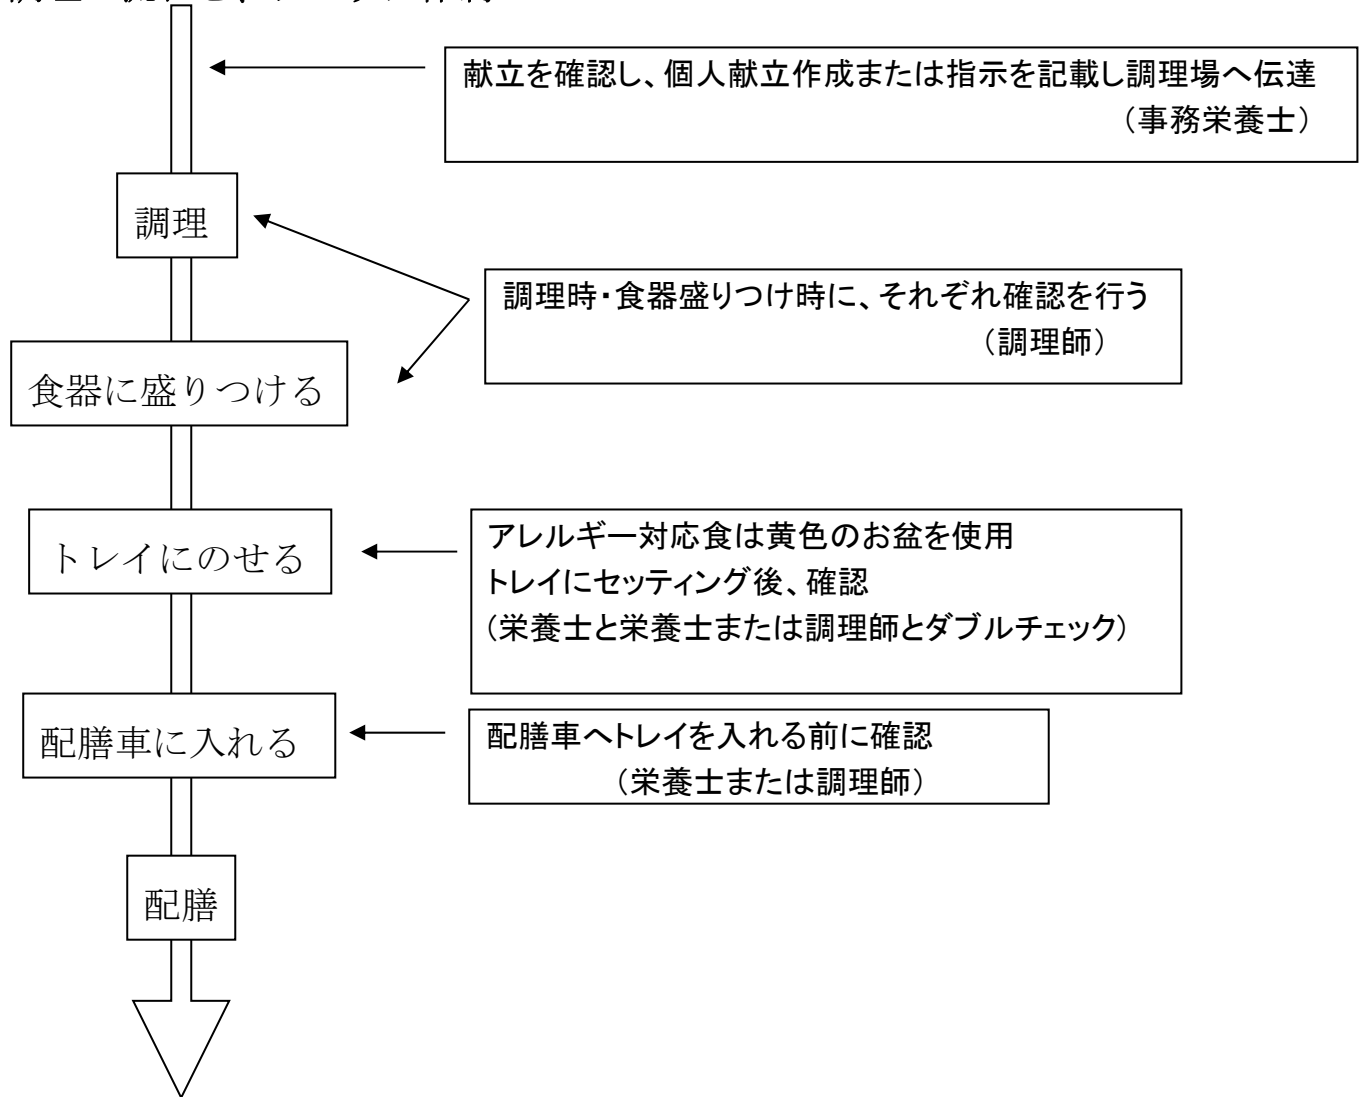 献立を確認し、個人献立作成または指示を記載し調理場へ伝達
（事務栄養士）
調理
調理時・食器盛りつけ時に、それぞれ確認を行う
（調理師）
食器に盛りつける
トレイにのせる
アレルギー対応食は黄色のお盆を使用
トレイにセッティング後、確認
（栄養士と栄養士または調理師とダブルチェック）
配膳車に入れる
配膳車へトレイを入れる前に確認
（栄養士または調理師）
配膳